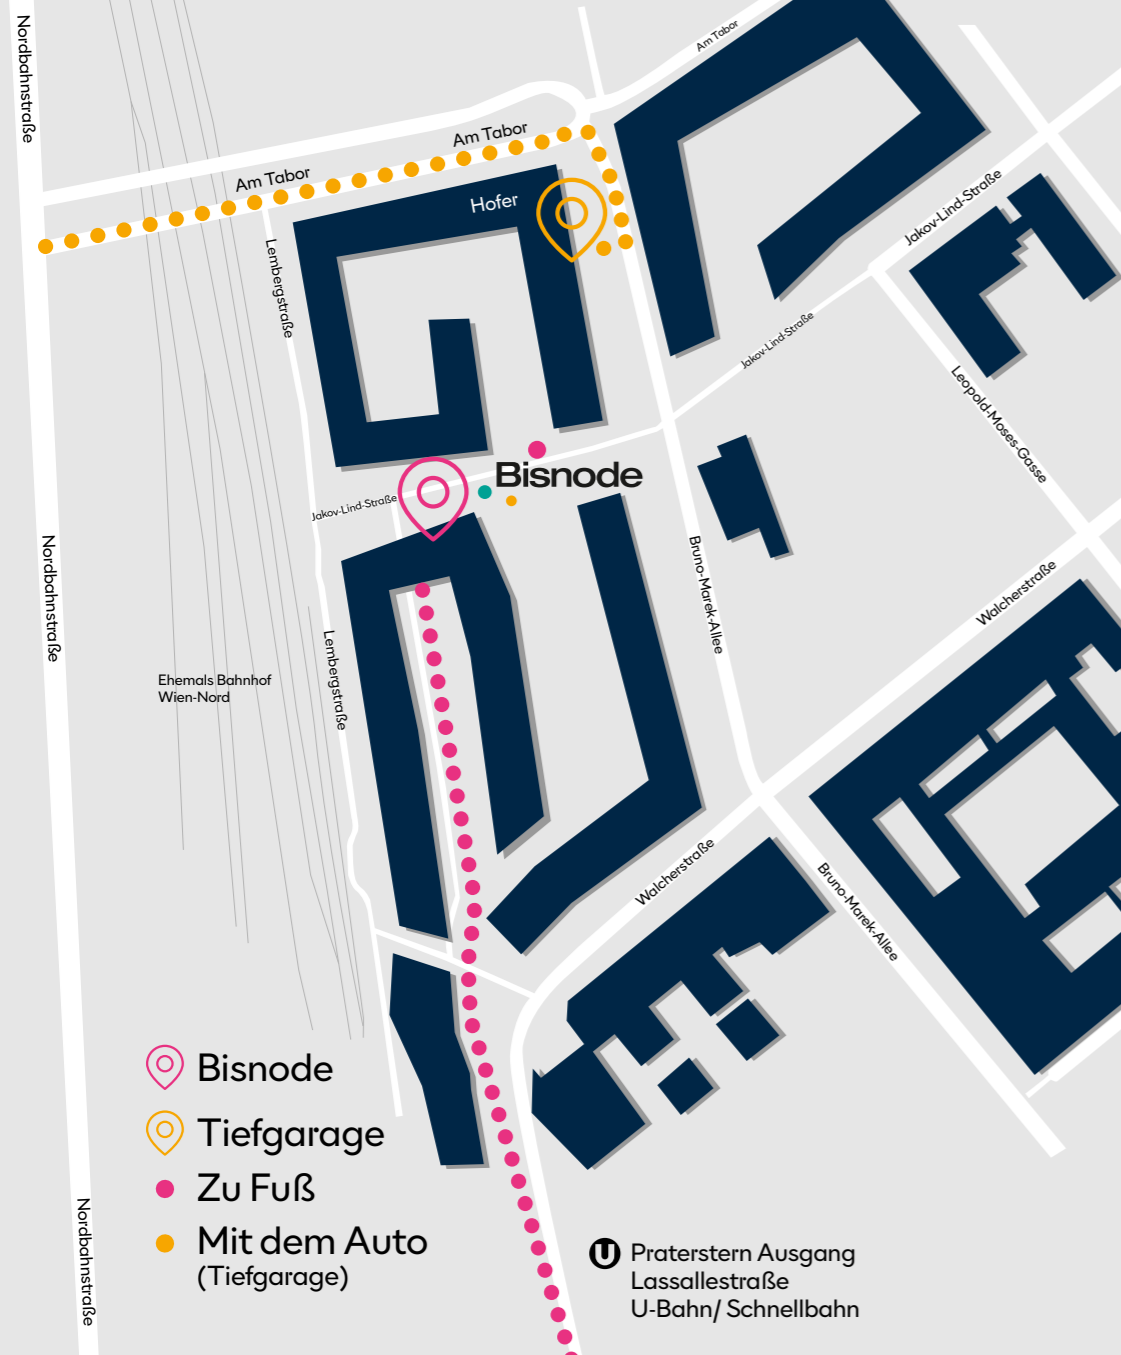 Nordbahnstraße
Am Tabor
Am Tabor
Am Tabor
Hofer
Jakov-Lind-Straße
Lembergstraße
Jakov-Lind-Straße
Leopold-Moses-Gasse
Bisnode
Jakov-Lind-Straße
Nordbahnstraße
Bruno-Marek-Allee
Walcherstraße
Lembergstraße
Ehemals Bahnhof
Wien-Nord
Walcherstraße
Bruno-Marek-Allee
Bisnode
Tiefgarage
Zu Fuß
Mit dem Auto
(Tiefgarage)
Nordbahnstraße
U Praterstern Ausgang
Lassallestraße
U-Bahn/ Schnellbahn